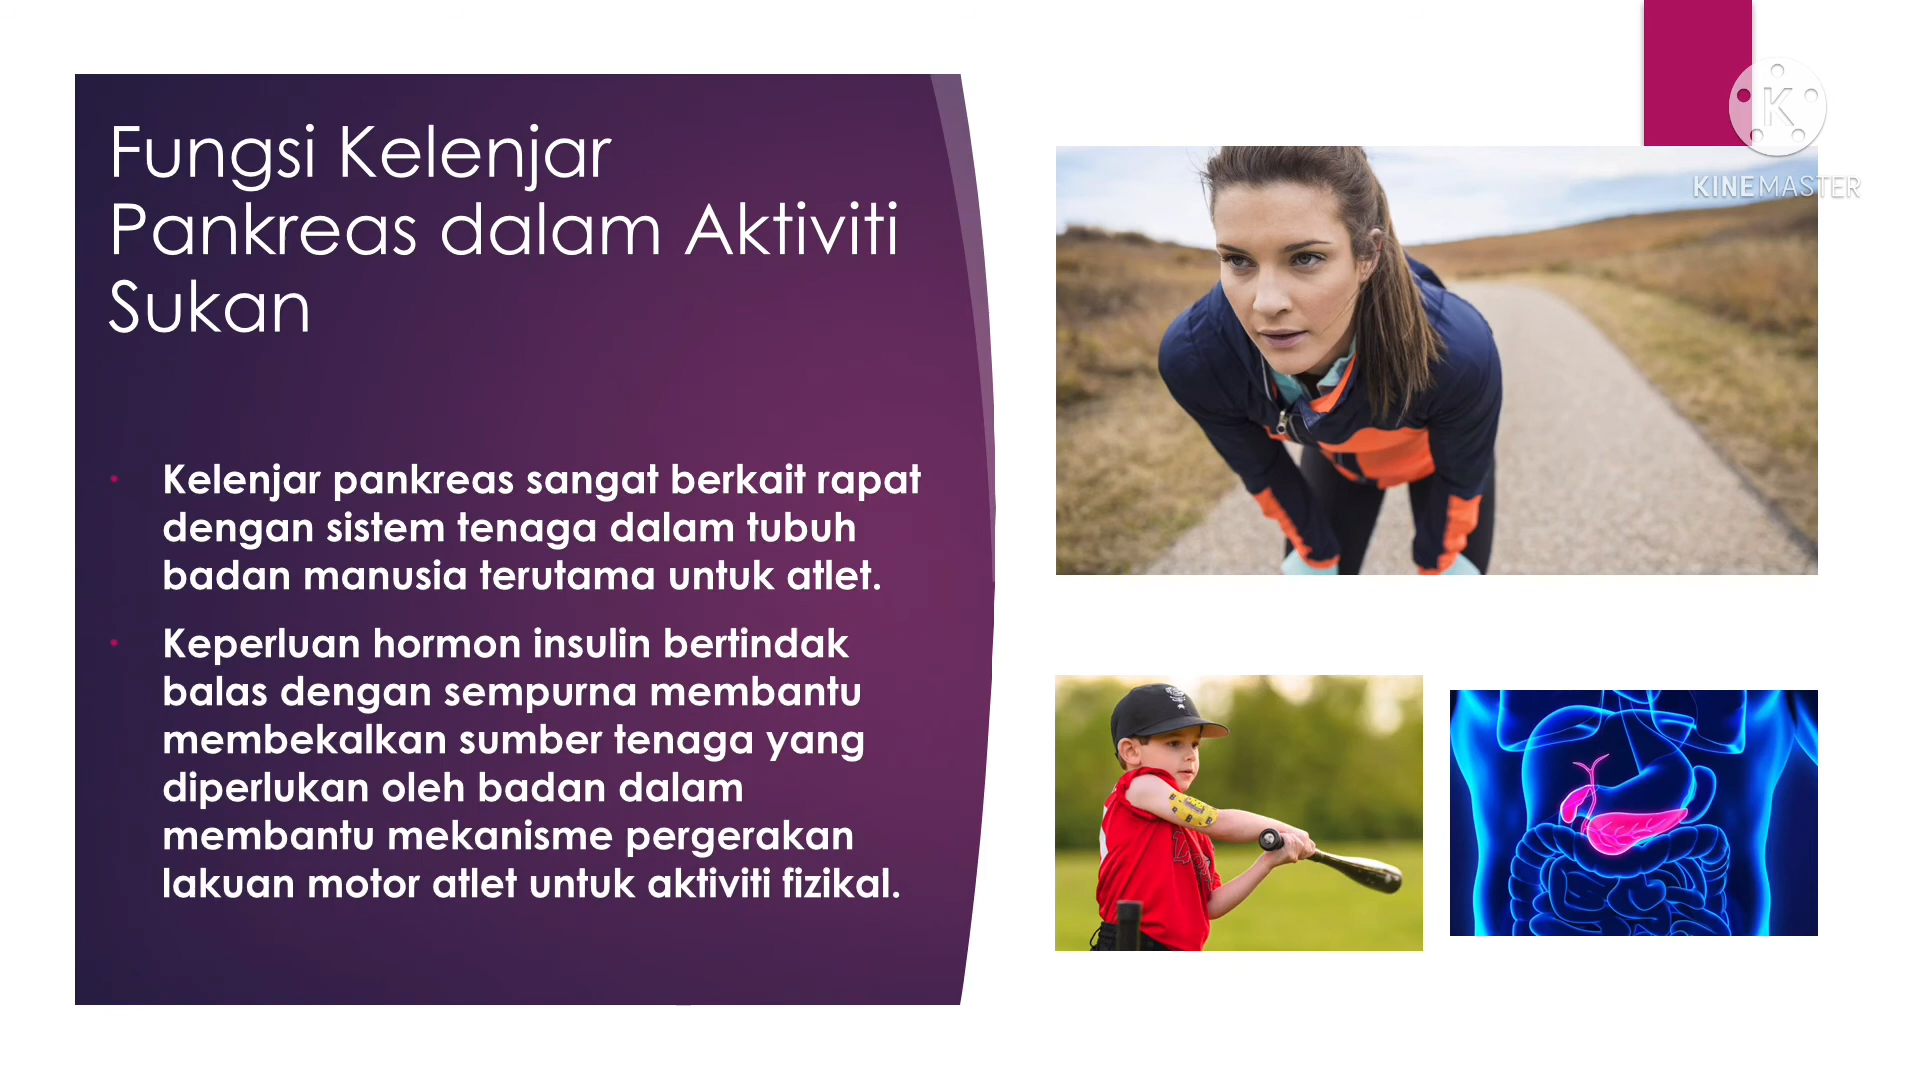 Fungsi Kelenjar
Pankreas dalam Aktiviti
Sukan
• Kelenjar pankreas sangat berkait rapat
dengan sistem tenaga dalam tubuh
badan manusia terutama untuk atlet.
• Keperluan hormon insulin bertindak
balas dengan sempurna membantu
membekalkan sumber tenaga yang
diperlukan oleh badan dalam
membantu mekanisme pergerakan
lakuan motor atlet untuk aktiviti fizikal.
K
KINEMASTER